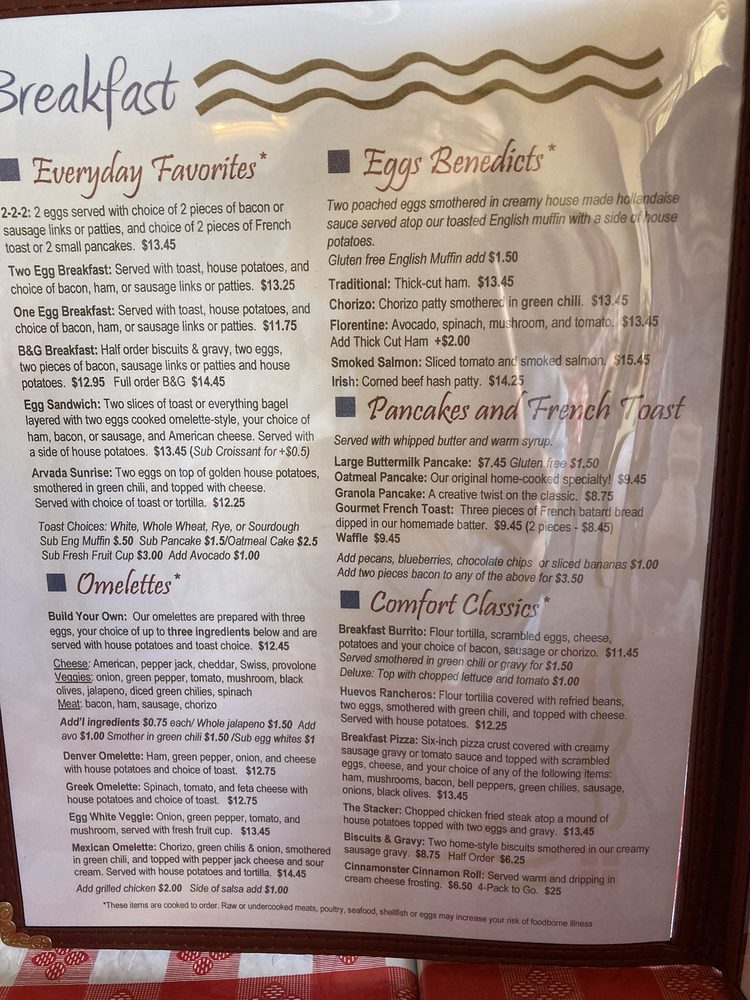 Breakfast
Everyday Favorites*
2-2-2: 2 eggs served with choice of 2 pieces of bacon or
sausage links or patties, and choice of 2 pieces of French
toast or 2 small pancakes. $13.45
Two Egg Breakfast: Served with toast, house potatoes, and
choice of bacon, ham, or sausage links or patties. $13.25
One Egg Breakfast: Served with toast, house potatoes, and
choice of bacon, ham, or sausage links or patties. $11.75
B&G Breakfast: Half order biscuits & gravy, two eggs,
two pieces of bacon, sausage links or patties and house
potatoes. $12.95 Full order B&G $14.45
Egg Sandwich: Two slices of toast or everything bagel
layered with two eggs cooked omelette-style, your choice of
ham, bacon, or sausage, and American cheese. Served with
a side of house potatoes. $13.45 (Sub Croissant for +$0.5)
Arvada Sunrise: Two eggs on top of golden house potatoes,
smothered in green chili, and topped with cheese.
Served with choice of toast or tortilla. $12.25
Toast Choices: White, Whole Wheat, Rye, or Sourdough
Sub Eng Muffin $.50 Sub Pancake $1.5/Oatmeal Cake $2.5
Sub Fresh Fruit Cup $3.00 Add Avocado $1.00
Omelettes*
Build Your Own: Our omelettes are prepared with three
eggs, your choice of up to three ingredients below and are
served with house potatoes and toast choice. $12.45
Cheese: American, pepper jack, cheddar, Swiss, provolone
Veggies: onion, green pepper, tomato, mushroom, black
olives, jalapeno, diced green chilies, spinach
Meat: bacon, ham, sausage, chorizo
Add'l ingredients $0.75 each/ Whole jalapeno $1.50 Add
avo $1.00 Smother in green chili $1.50 /Sub egg whites $1
Denver Omelette: Ham, green pepper, onion, and cheese
with house potatoes and choice of toast. $12.75
Greek Omelette: Spinach, tomato, and feta cheese with
house potatoes and choice of toast. $12.75
Egg White Veggie: Onion, green pepper, tomato, and
mushroom, served with fresh fruit cup. $13.45
Mexican Omelette: Chorizo, green chilis & onion, smothered
in green chili, and topped with pepper jack cheese and sour
cream. Served with house potatoes and tortilla. $14.45
Add grilled chicken $2.00 Side of salsa add $1.00
Eggs Benedicts*
Two poached eggs smothered in creamy house made hollandaise
sauce served atop our toasted English muffin with a side of house
potatoes.
Gluten free English Muffin add $1.50
Traditional: Thick-cut ham. $13.45
Chorizo: Chorizo patty smothered in green chili. $13.45
Florentine: Avocado, spinach, mushroom, and tomato. $13.45
Add Thick Cut Ham +$2.00
Smoked Salmon: Sliced tomato and smoked salmon. $15.45
Irish: Corned beef hash patty. $14.25
Pancakes and French Toast
Served with whipped butter and warm syrup.
Large Buttermilk Pancake: $7.45 Gluten free $1.50
Oatmeal Pancake: Our original home-cooked specialty! $9.45
Granola Pancake: A creative twist on the classic. $8.75
Gourmet French Toast: Three pieces of French batard bread
dipped in our homemade batter. $9.45 (2 pieces - $8.45)
Waffle $9.45
Add pecans, blueberries, chocolate chips or sliced bananas $1.00
Add two pieces bacon to any of the above for $3.50
Comfort Classics*
Breakfast Burrito: Flour tortilla, scrambled eggs, cheese,
potatoes and your choice of bacon, sausage or chorizo. $11.45
Served smothered in green chili or gravy for $1.50
Deluxe: Top with chopped lettuce and tomato $1.00
Huevos Rancheros: Flour tortilla covered with refried beans,
two eggs, smothered with green chili, and topped with cheese.
Served with house potatoes. $12.25
Breakfast Pizza: Six-inch pizza crust covered with creamy
sausage gravy or tomato sauce and topped with scrambled
eggs, cheese, and your choice of any of the following items:
ham, mushrooms, bacon, bell peppers, green chilies, sausage,
onions, black olives. $13.45
The Stacker: Chopped chicken fried steak atop a mound of
house potatoes topped with two eggs and gravy. $13.45
Biscuits & Gravy: Two home-style biscuits smothered in our creamy
sausage gravy. $8.75 Half Order $6.25
Cinnamonster Cinnamon Roll: Served warm and dripping in
cream cheese frosting. $6.50 4-Pack to Go. $25
*These items are cooked to order. Raw or undercooked meats, poultry, seafood, shellfish or eggs may increase your risk of foodborne illness